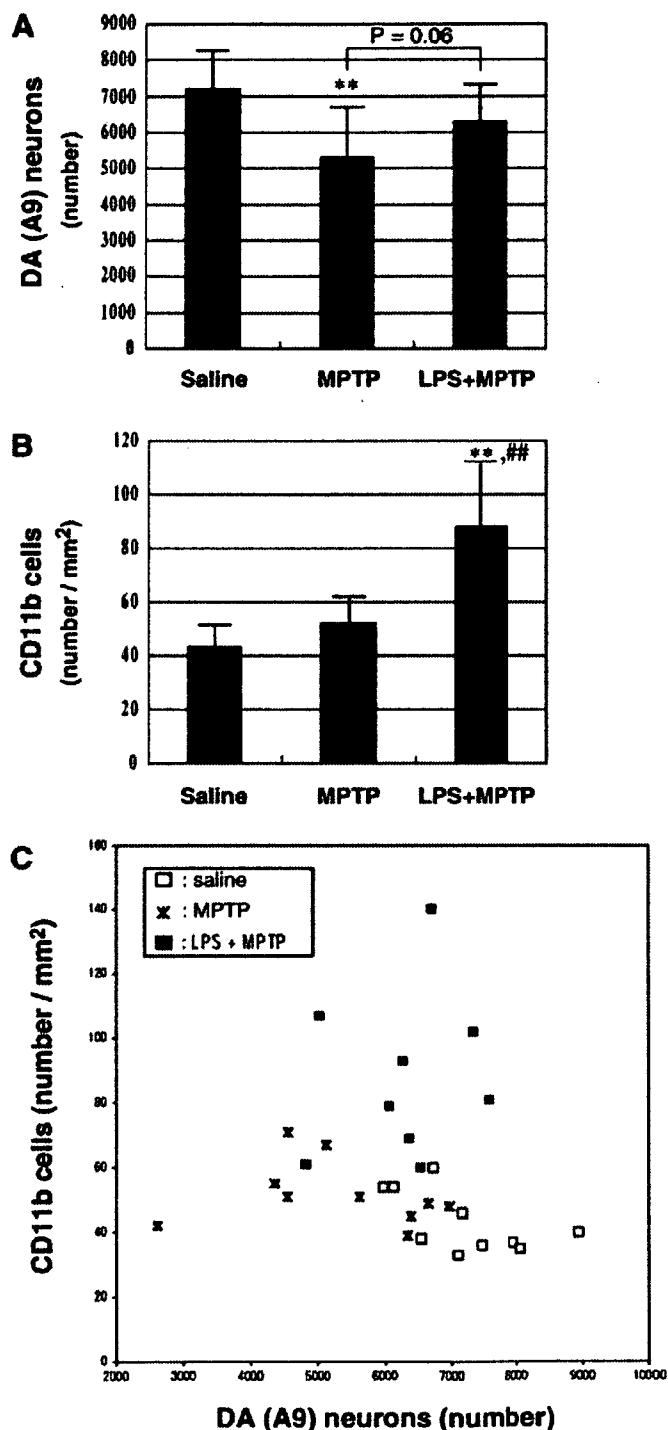 A
DA (A9) neurons
(number)
9000
8000
7000
6000
5000
4000
3000
2000
1000
0
P = 0.06
**
Saline MPTP LPS+MPTP
B
CD11b cells
(number / mm²)
120
100
80
60
40
20
0
**,##
Saline MPTP LPS+MPTP
C
CD11b cells (number / mm²)
160
140
120
100
80
60
40
20
0
: saline
: MPTP
: LPS + MPTP
2000 3000 4000 5000 6000 7000 8000 9000 10000
DA (A9) neurons (number)